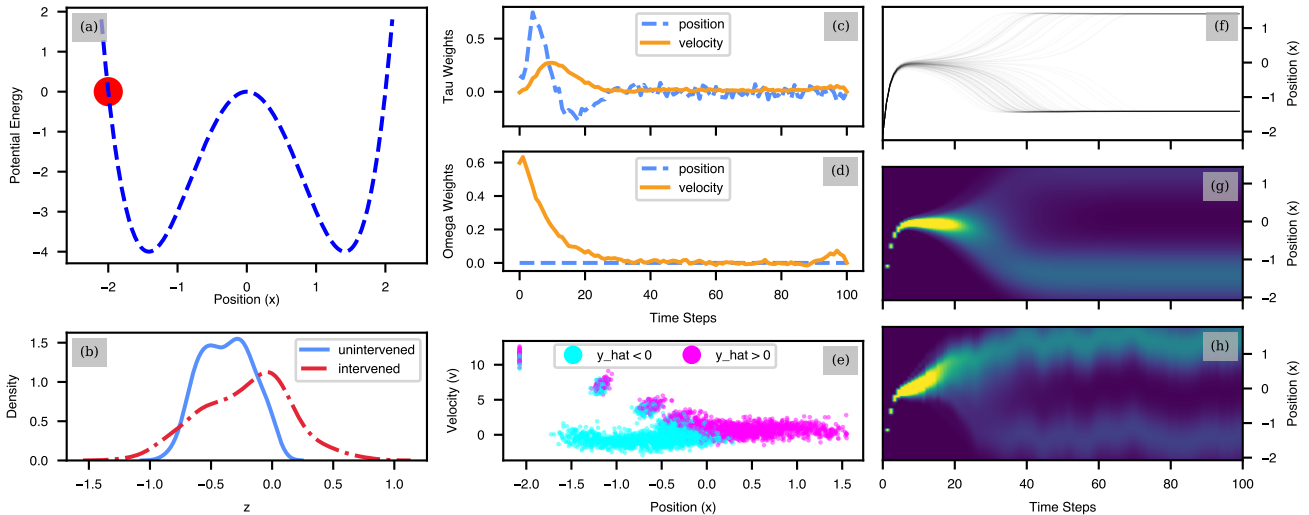 (a)
Potential Energy
2
1
0
−1
−2
−3
−4
−2
−1
0
1
2
Position (x)
(b)
unintervened
intervened
Density
1.5
1.0
0.5
0.0
−1.5
−1.0
−0.5
0.0
0.5
1.0
z
(c)
position
velocity
Tau Weights
0.5
0.0
(d)
position
velocity
Omega Weights
0.6
0.4
0.2
0.0
0
20
40
60
80
100
Time Steps
(e)
y_hat < 0
y_hat > 0
Velocity (v)
10
5
0
−2.0
−1.5
−1.0
−0.5
0.0
0.5
1.0
1.5
Position (x)
(f)
1
0
−1
−2
Position (x)
(g)
1
0
−1
−2
Position (x)
(h)
1
0
−1
−2
Position (x)
0
20
40
60
80
100
Time Steps